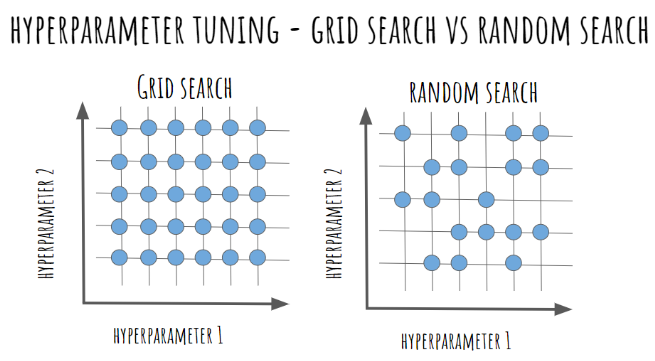 HYPERPARAMETER TUNING - GRID SEARCH VS RANDOM SEARCH
GRID SEARCH
RANDOM SEARCH
HYPERPARAMETER 2
HYPERPARAMETER 2
HYPERPARAMETER 1
HYPERPARAMETER 1